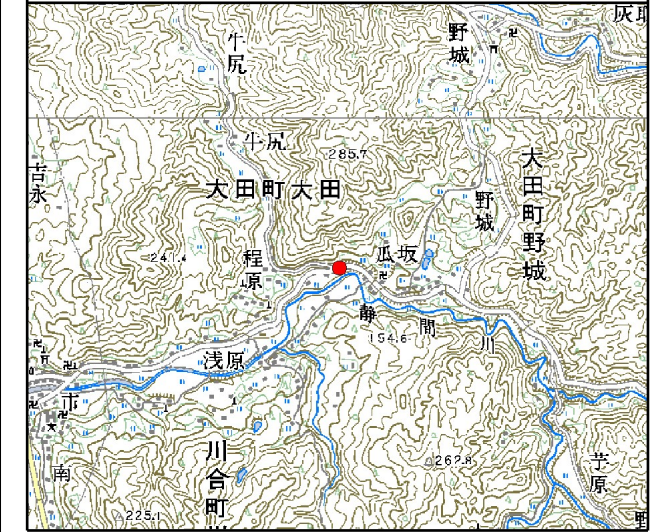 野城
牛尻
牛尻
285.7
吉永
大田町大田
大田町野城
野城
241.4
程原
瓜坂
静間川
154.6
浅原
市
南
川合町
262.8
芋原
225.1
野